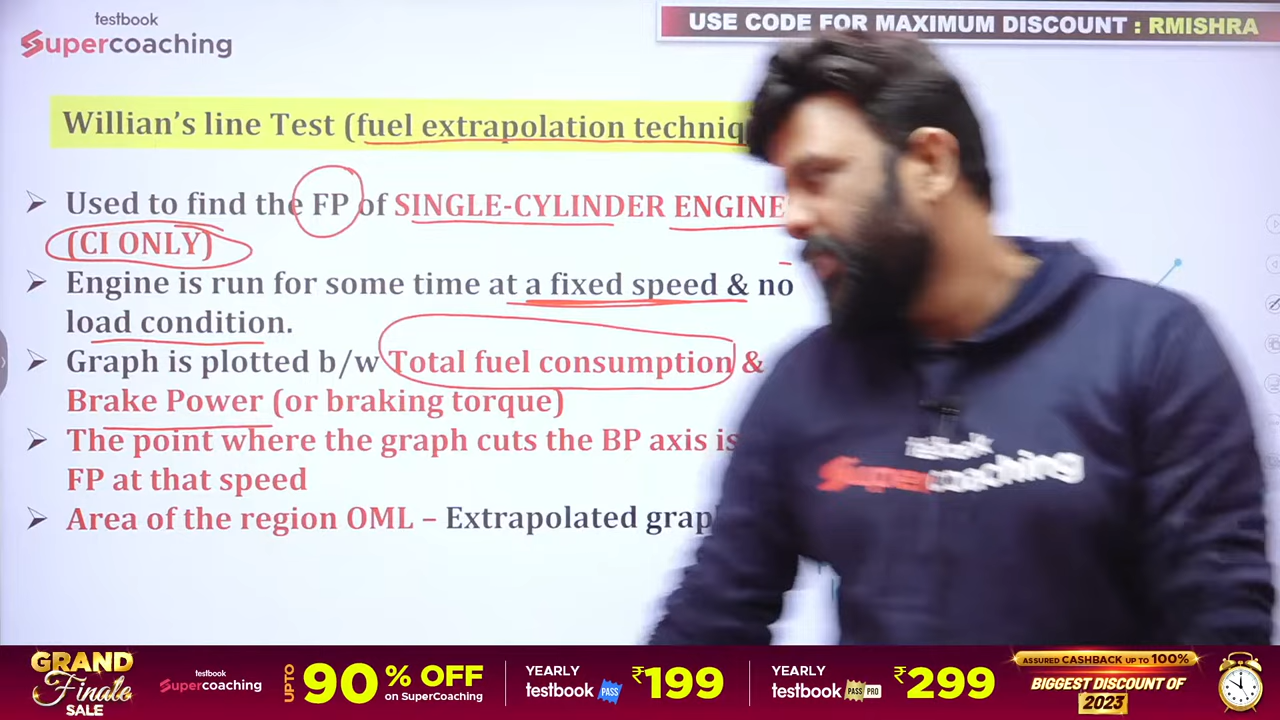 testbook
Supercoaching
USE CODE FOR MAXIMUM DISCOUNT : RMISHRA
Willian's line Test (fuel extrapolation techniq
➢ Used to find the FP of SINGLE-CYLINDER ENGINE
(CI ONLY)
➢ Engine is run for some time at a fixed speed & no
load condition.
➢ Graph is plotted b/w Total fuel consumption &
Brake Power (or braking torque)
➢ The point where the graph cuts the BP axis is
FP at that speed
➢ Area of the region OML – Extrapolated grap
testbook
Supercoaching
GRAND
Finale
SALE
testbook
Supercoaching
UPTO 90% OFF
on SuperCoaching
YEARLY
testbook PASS
₹199
YEARLY
testbook PASS PRO
₹299
ASSURED CASHBACK UP TO 100%
BIGGEST DISCOUNT OF
2023